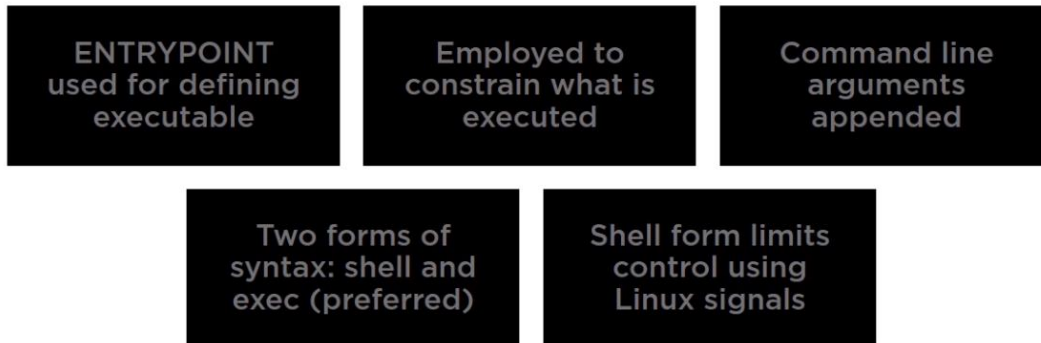 ENTRYPOINT
used for defining
executable
Employed to
constrain what is
executed
Command line
arguments
appended
Two forms of
syntax: shell and
exec (preferred)
Shell form limits
control using
Linux signals